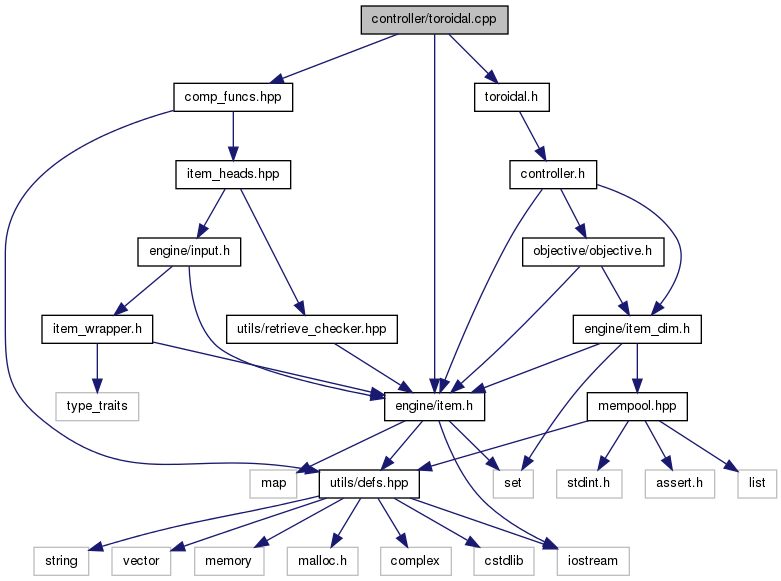 controller/toroidal.cpp
comp_funcs.hpp
toroidal.h
item_heads.hpp
controller.h
engine/input.h
objective/objective.h
item_wrapper.h
utils/retrieve_checker.hpp
engine/item_dim.h
type_traits
engine/item.h
mempool.hpp
map
utils/defs.hpp
set
stdint.h
assert.h
list
string
vector
memory
malloc.h
complex
cstdlib
iostream